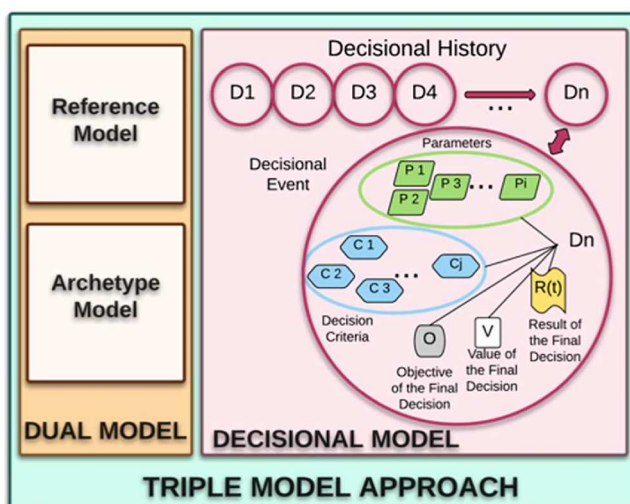 Reference
Model
Archetype
Model
DUAL MODEL
Decisional History
D1 D2 D3 D4 ... Dn
Decisional
Event
Parameters
P 1
P 2
P 3 ... Pi
Dn
C 1
C 2
C 3
... Cj
Decision
Criteria
O
Objective
of the Final
Decision
V
Value of
the Final
Decision
R(t)
Result of
the Final
Decision
DECISIONAL MODEL
TRIPLE MODEL APPROACH